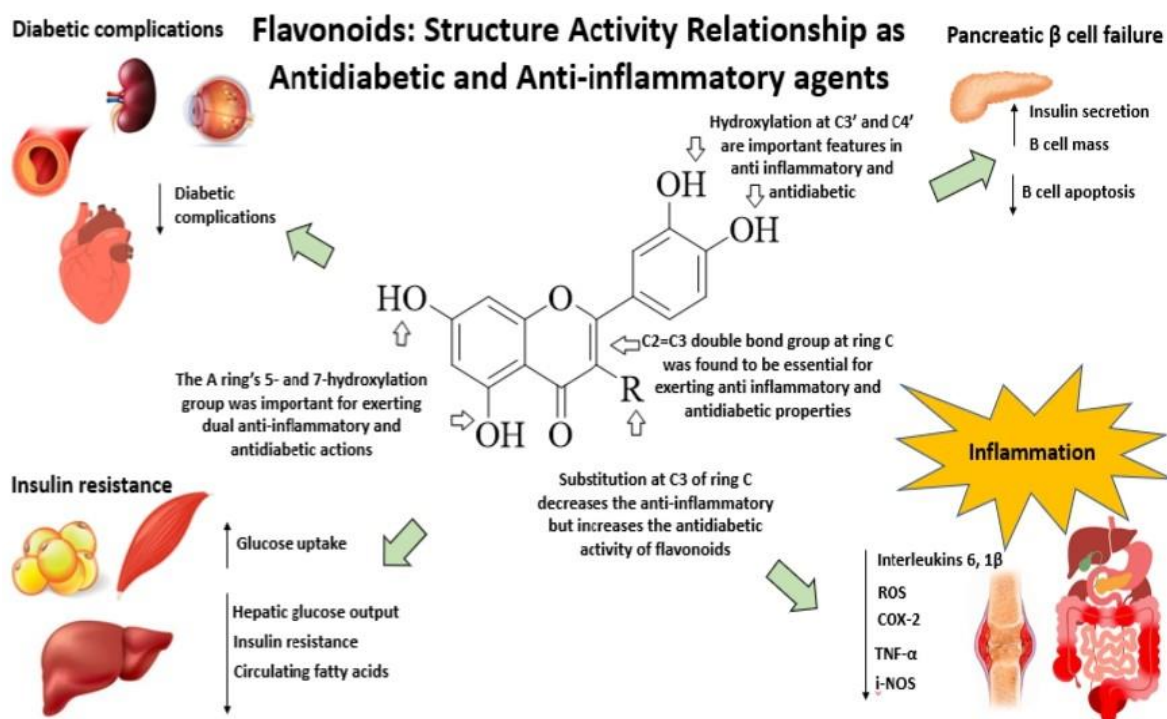 Flavonoids: Structure Activity Relationship as
Antidiabetic and Anti-inflammatory agents
Diabetic complications
Diabetic
complications
Pancreatic β cell failure
Insulin secretion
B cell mass
B cell apoptosis
Hydroxylation at C3’ and C4’
are important features in
anti inflammatory and
antidiabetic
OH
OH
HO
O
R
OH
O
C2=C3 double bond group at ring C
was found to be essential for
exerting anti inflammatory and
antidiabetic properties
The A ring’s 5- and 7-hydroxylation
group was important for exerting
dual anti-inflammatory and
antidiabetic actions
Substitution at C3 of ring C
decreases the anti-inflammatory
but increases the antidiabetic
activity of flavonoids
Insulin resistance
Glucose uptake
Hepatic glucose output
Insulin resistance
Circulating fatty acids
Inflammation
Interleukins 6, 1β
ROS
COX-2
TNF-α
i-NOS